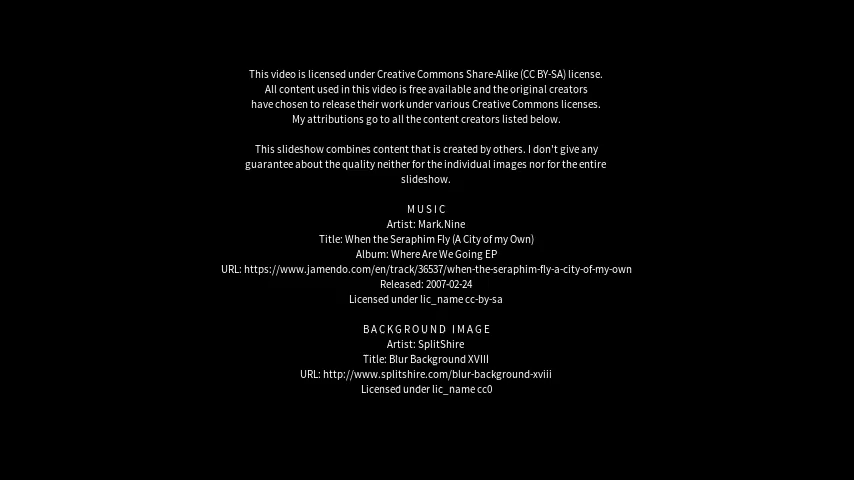 This video is licensed under Creative Commons Share-Alike (CC BY-SA) license.
All content used in this video is free available and the original creators
have chosen to release their work under various Creative Commons licenses.
My attributions go to all the content creators listed below.
This slideshow combines content that is created by others. I don't give any
guarantee about the quality neither for the individual images nor for the entire
slideshow.
MUSIC
Artist: Mark.Nine
Title: When the Seraphim Fly (A City of my Own)
Album: Where Are We Going EP
URL: https://www.jamendo.com/en/track/36537/when-the-seraphim-fly-a-city-of-my-own
Released: 2007-02-24
Licensed under lic_name cc-by-sa
BACKGROUND IMAGE
Artist: SplitShire
Title: Blur Background XVIII
URL: http://www.splitshire.com/blur-background-xviii
Licensed under lic_name cc0